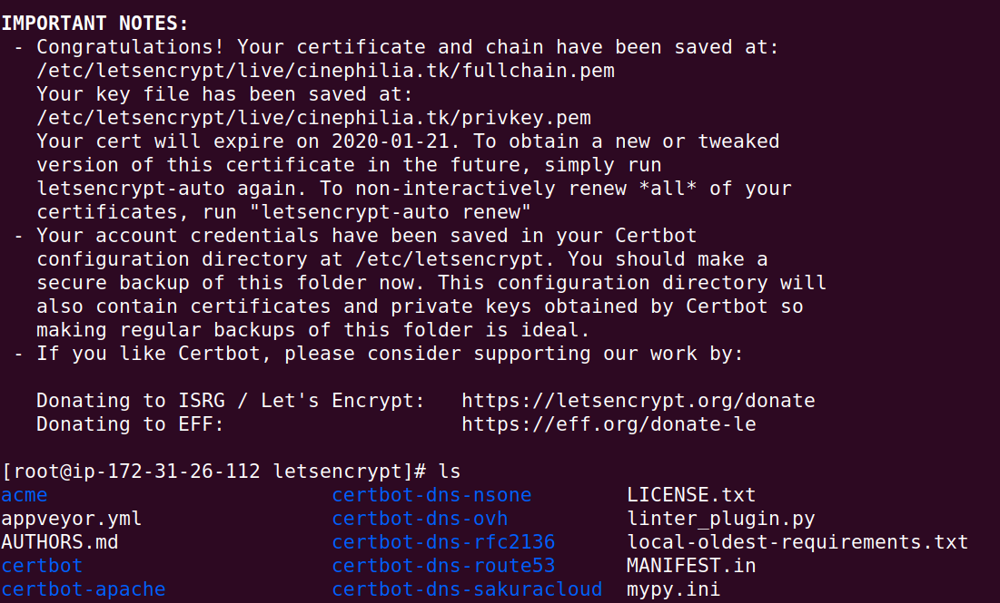 IMPORTANT NOTES:
 - Congratulations! Your certificate and chain have been saved at:
   /etc/letsencrypt/live/cinephilia.tk/fullchain.pem
   Your key file has been saved at:
   /etc/letsencrypt/live/cinephilia.tk/privkey.pem
   Your cert will expire on 2020-01-21. To obtain a new or tweaked
   version of this certificate in the future, simply run
   letsencrypt-auto again. To non-interactively renew *all* of your
   certificates, run "letsencrypt-auto renew"
 - Your account credentials have been saved in your Certbot
   configuration directory at /etc/letsencrypt. You should make a
   secure backup of this folder now. This configuration directory will
   also contain certificates and private keys obtained by Certbot so
   making regular backups of this folder is ideal.
 - If you like Certbot, please consider supporting our work by:

   Donating to ISRG / Let's Encrypt:   https://letsencrypt.org/donate
   Donating to EFF:                    https://eff.org/donate-le

[root@ip-172-31-26-112 letsencrypt]# ls
acme                        certbot-dns-nsone        LICENSE.txt
appveyor.yml                certbot-dns-ovh          linter_plugin.py
AUTHORS.md                  certbot-dns-rfc2136      local-oldest-requirements.txt
certbot                     certbot-dns-route53      MANIFEST.in
certbot-apache              certbot-dns-sakuracloud  mypy.ini